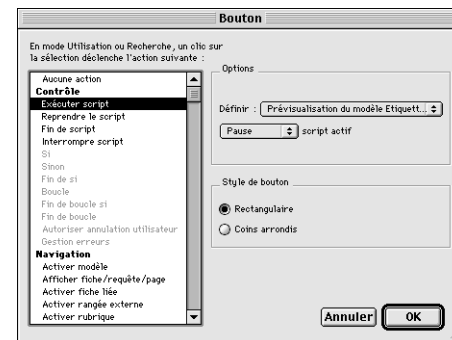 Bouton
En mode Utilisation ou Recherche, un clic sur
la sélection déclenche l'action suivante :
Aucune action
Contrôle
Exécuter script
Reprendre le script
Fin de script
Interrompre script
Si
Sinon
Fin de si
Boucle
Fin de boucle si
Fin de boucle
Autoriser annulation utilisateur
Gestion erreurs
Navigation
Activer modèle
Afficher fiche/requête/page
Activer fiche liée
Activer rangée externe
Activer rubrique
Options
Définir : Prévisualisation du modèle Etiquett...
Pause script actif
Style de bouton
Rectangulaire
Coins arrondis
Annuler OK